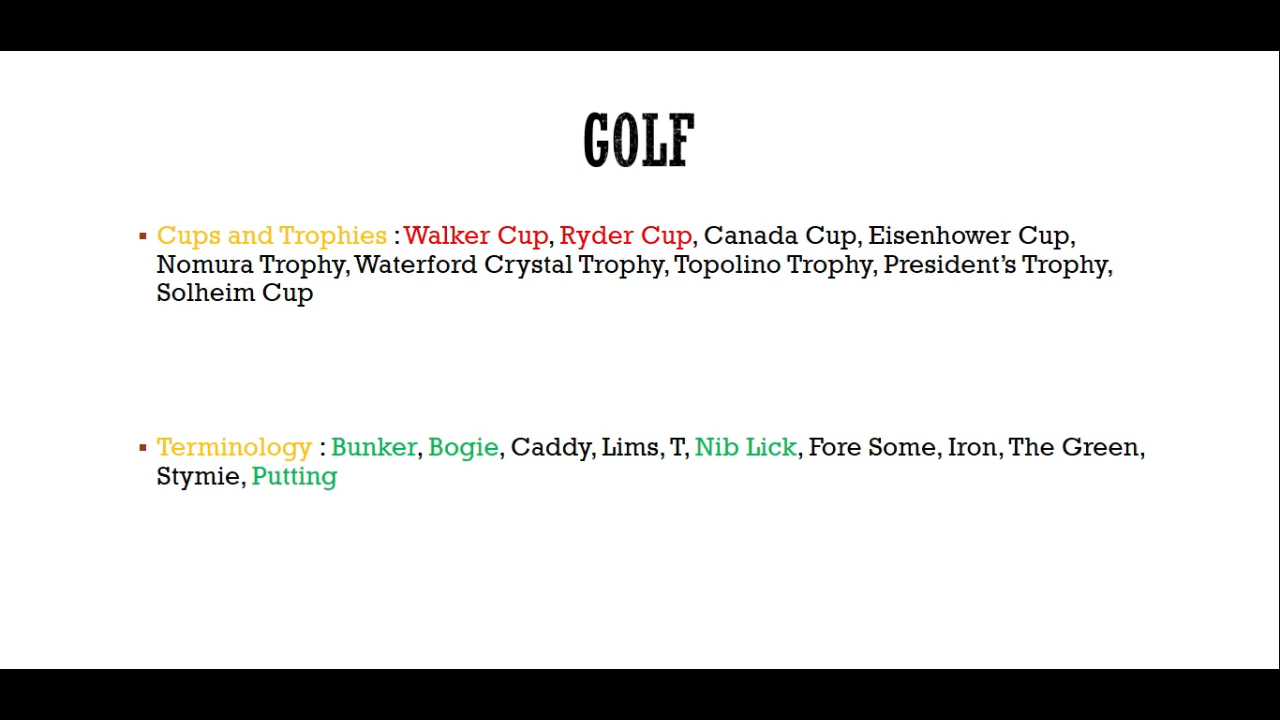 GOLF
▪ Cups and Trophies : Walker Cup, Ryder Cup, Canada Cup, Eisenhower Cup,
Nomura Trophy, Waterford Crystal Trophy, Topolino Trophy, President's Trophy,
Solheim Cup
▪ Terminology : Bunker, Bogie, Caddy, Lims, T, Nib Lick, Fore Some, Iron, The Green,
Stymie, Putting